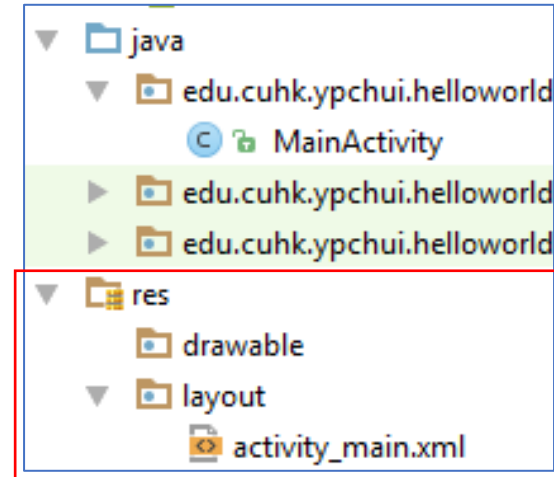 java
edu.cuhk.ypchui.helloworld
C MainActivity
edu.cuhk.ypchui.helloworld
edu.cuhk.ypchui.helloworld
res
drawable
layout
activity_main.xml